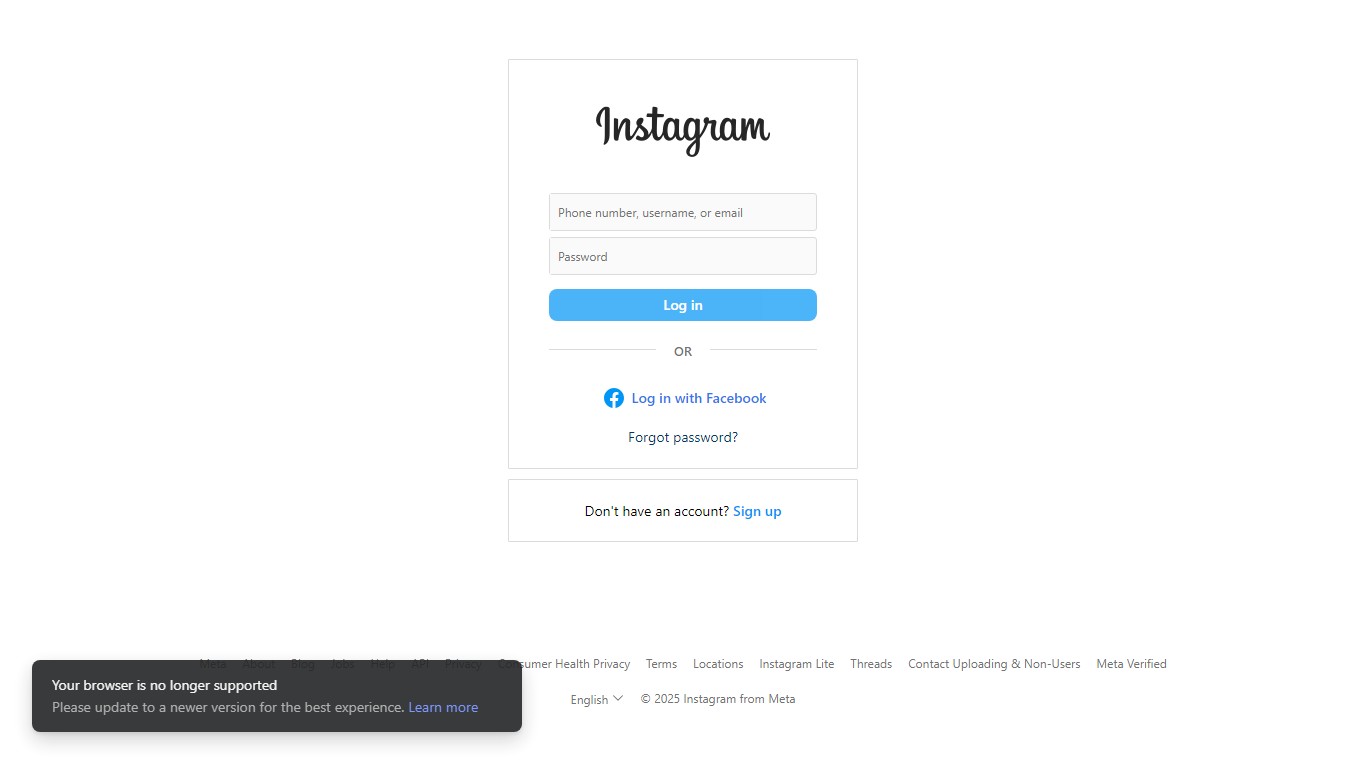 Instagram
Phone number, username, or email
Password
Log in
OR
Log in with Facebook
Forgot password?
Don't have an account? Sign up
Meta About Blog Jobs Help API Privacy Consumer Health Privacy Terms Locations Instagram Lite Threads Contact Uploading & Non-Users Meta Verified
English © 2025 Instagram from Meta
Your browser is no longer supported
Please update to a newer version for the best experience. Learn more